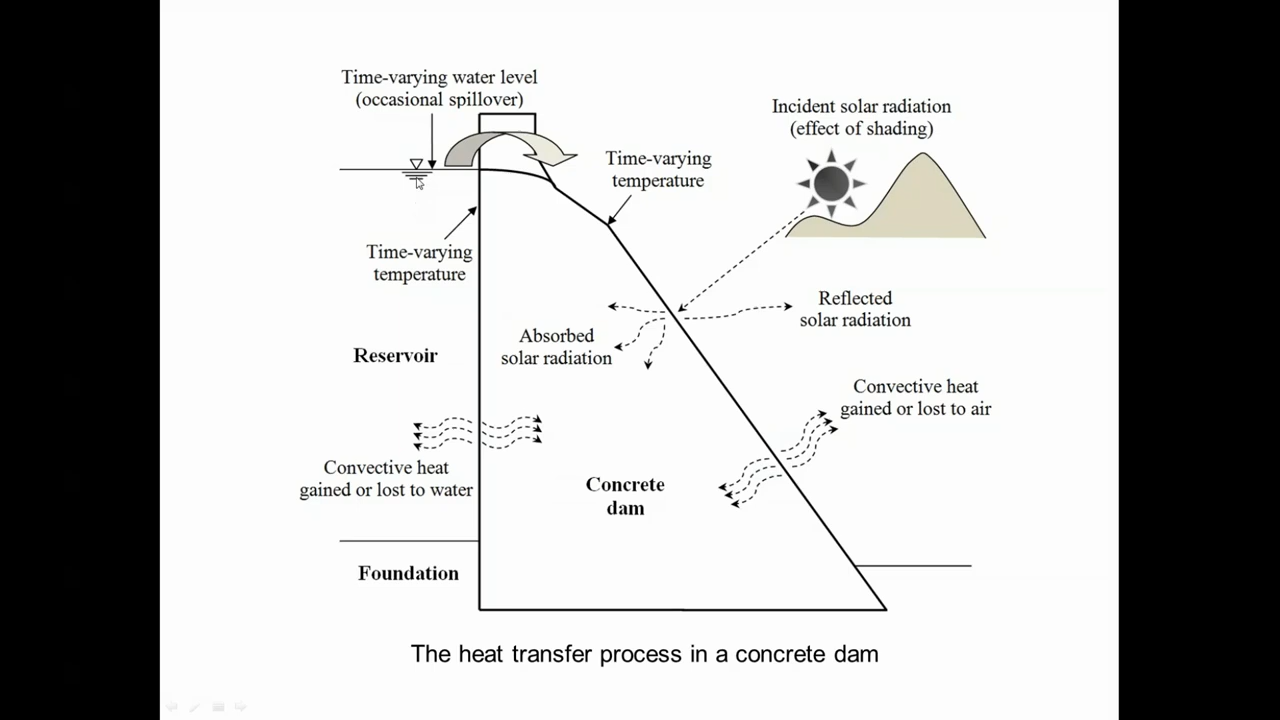 Time-varying water level
(occasional spillover)
Incident solar radiation
(effect of shading)
Time-varying
temperature
Time-varying
temperature
Reflected
solar radiation
Absorbed
solar radiation
Reservoir
Convective heat
gained or lost to air
Convective heat
gained or lost to water
Concrete
dam
Foundation
The heat transfer process in a concrete dam